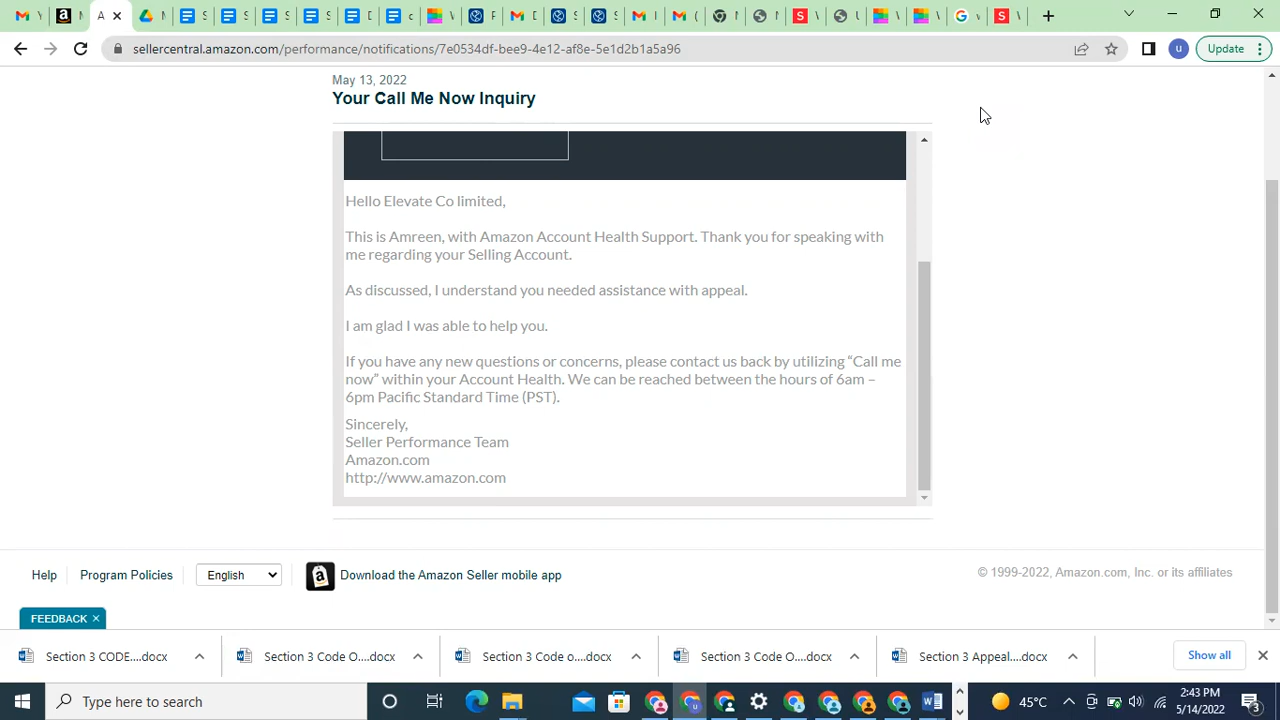 sellercentral.amazon.com/performance/notifications/7e0534df-bee9-4e12-af8e-5e1d2b1a5a96
Update
May 13, 2022
Your Call Me Now Inquiry
Hello Elevate Co limited,
This is Amreen, with Amazon Account Health Support. Thank you for speaking with
me regarding your Selling Account.
As discussed, I understand you needed assistance with appeal.
I am glad I was able to help you.
If you have any new questions or concerns, please contact us back by utilizing “Call me
now” within your Account Health. We can be reached between the hours of 6am –
6pm Pacific Standard Time (PST).
Sincerely,
Seller Performance Team
Amazon.com
http://www.amazon.com
Help
Program Policies
English
Download the Amazon Seller mobile app
© 1999-2022, Amazon.com, Inc. or its affiliates
FEEDBACK ×
Section 3 CODE....docx
Section 3 Code O....docx
Section 3 Code o....docx
Section 3 Code O....docx
Section 3 Appeal....docx
Show all
Type here to search
45°C
2:43 PM
5/14/2022
3